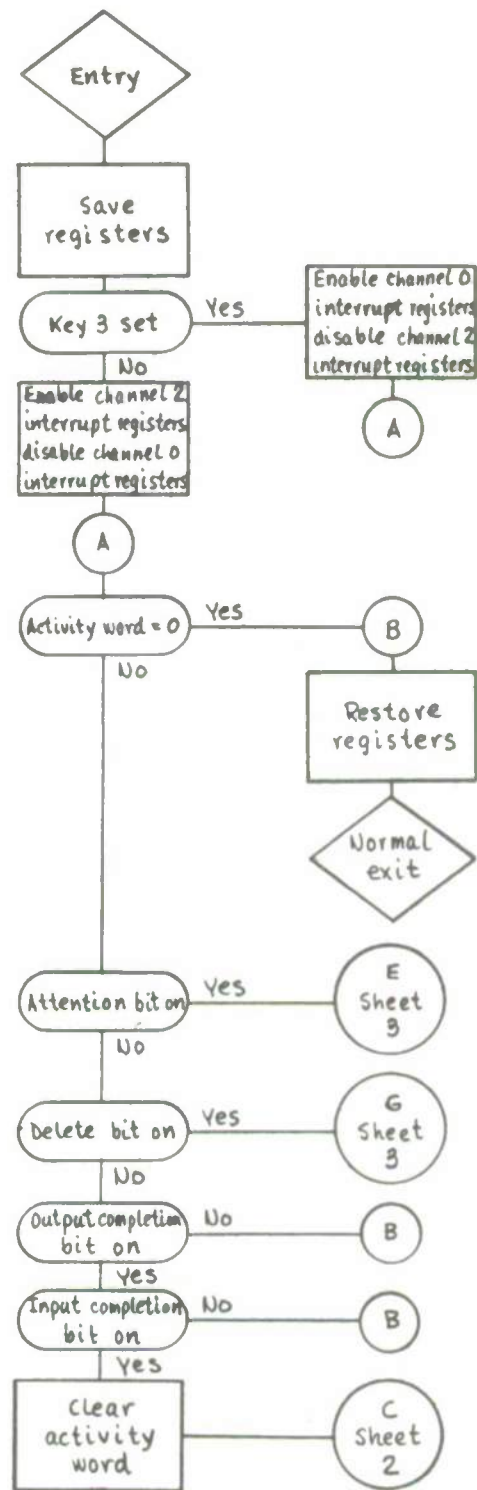 Entry
Save
registers
Key 3 set
Yes
Enable channel 0
interrupt registers
disable channel 2
interrupt registers
A
No
Enable channel 2
interrupt registers
disable channel 0
interrupt registers
A
Activity word = 0
Yes
B
No
Restore
registers
Normal
exit
Attention bit on
Yes
E
Sheet
3
No
Delete bit on
Yes
G
Sheet
3
No
Output completion
bit on
No
B
Yes
Input completion
bit on
No
B
Yes
Clear
activity
word
C
Sheet
2